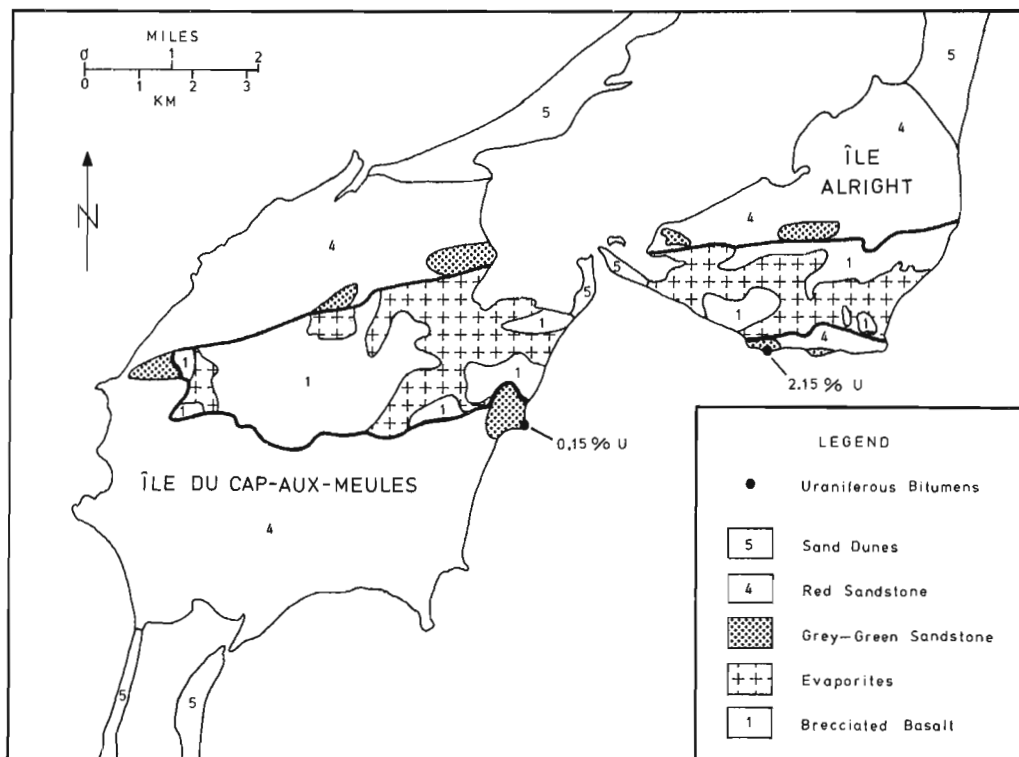 MILES
0 1 2
0 1 2 3
KM
N
5
5
4
ÎLE
ALRIGHT
4
4
5
5
1
1
1
1
4
1
1
1
1
1
2.15 % U
0,15 % U
ÎLE DU CAP-AUX-MEULES
4
5
5
LEGEND
Uraniferous Bitumens
5 Sand Dunes
4 Red Sandstone
Grey-Green Sandstone
Evaporites
1 Brecciated Basalt